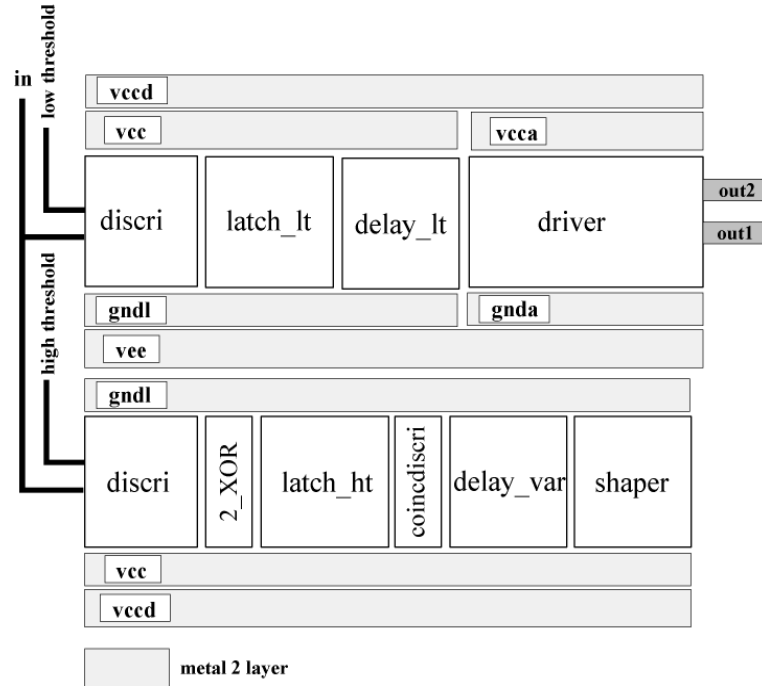 in
low threshold
vccd
vcc
vcca
discri
latch_lt
delay_lt
driver
out2
out1
high threshold
gndl
gnda
vee
gndl
discri
2_XOR
latch_ht
coincdiscri
delay_var
shaper
vcc
vccd
metal 2 layer